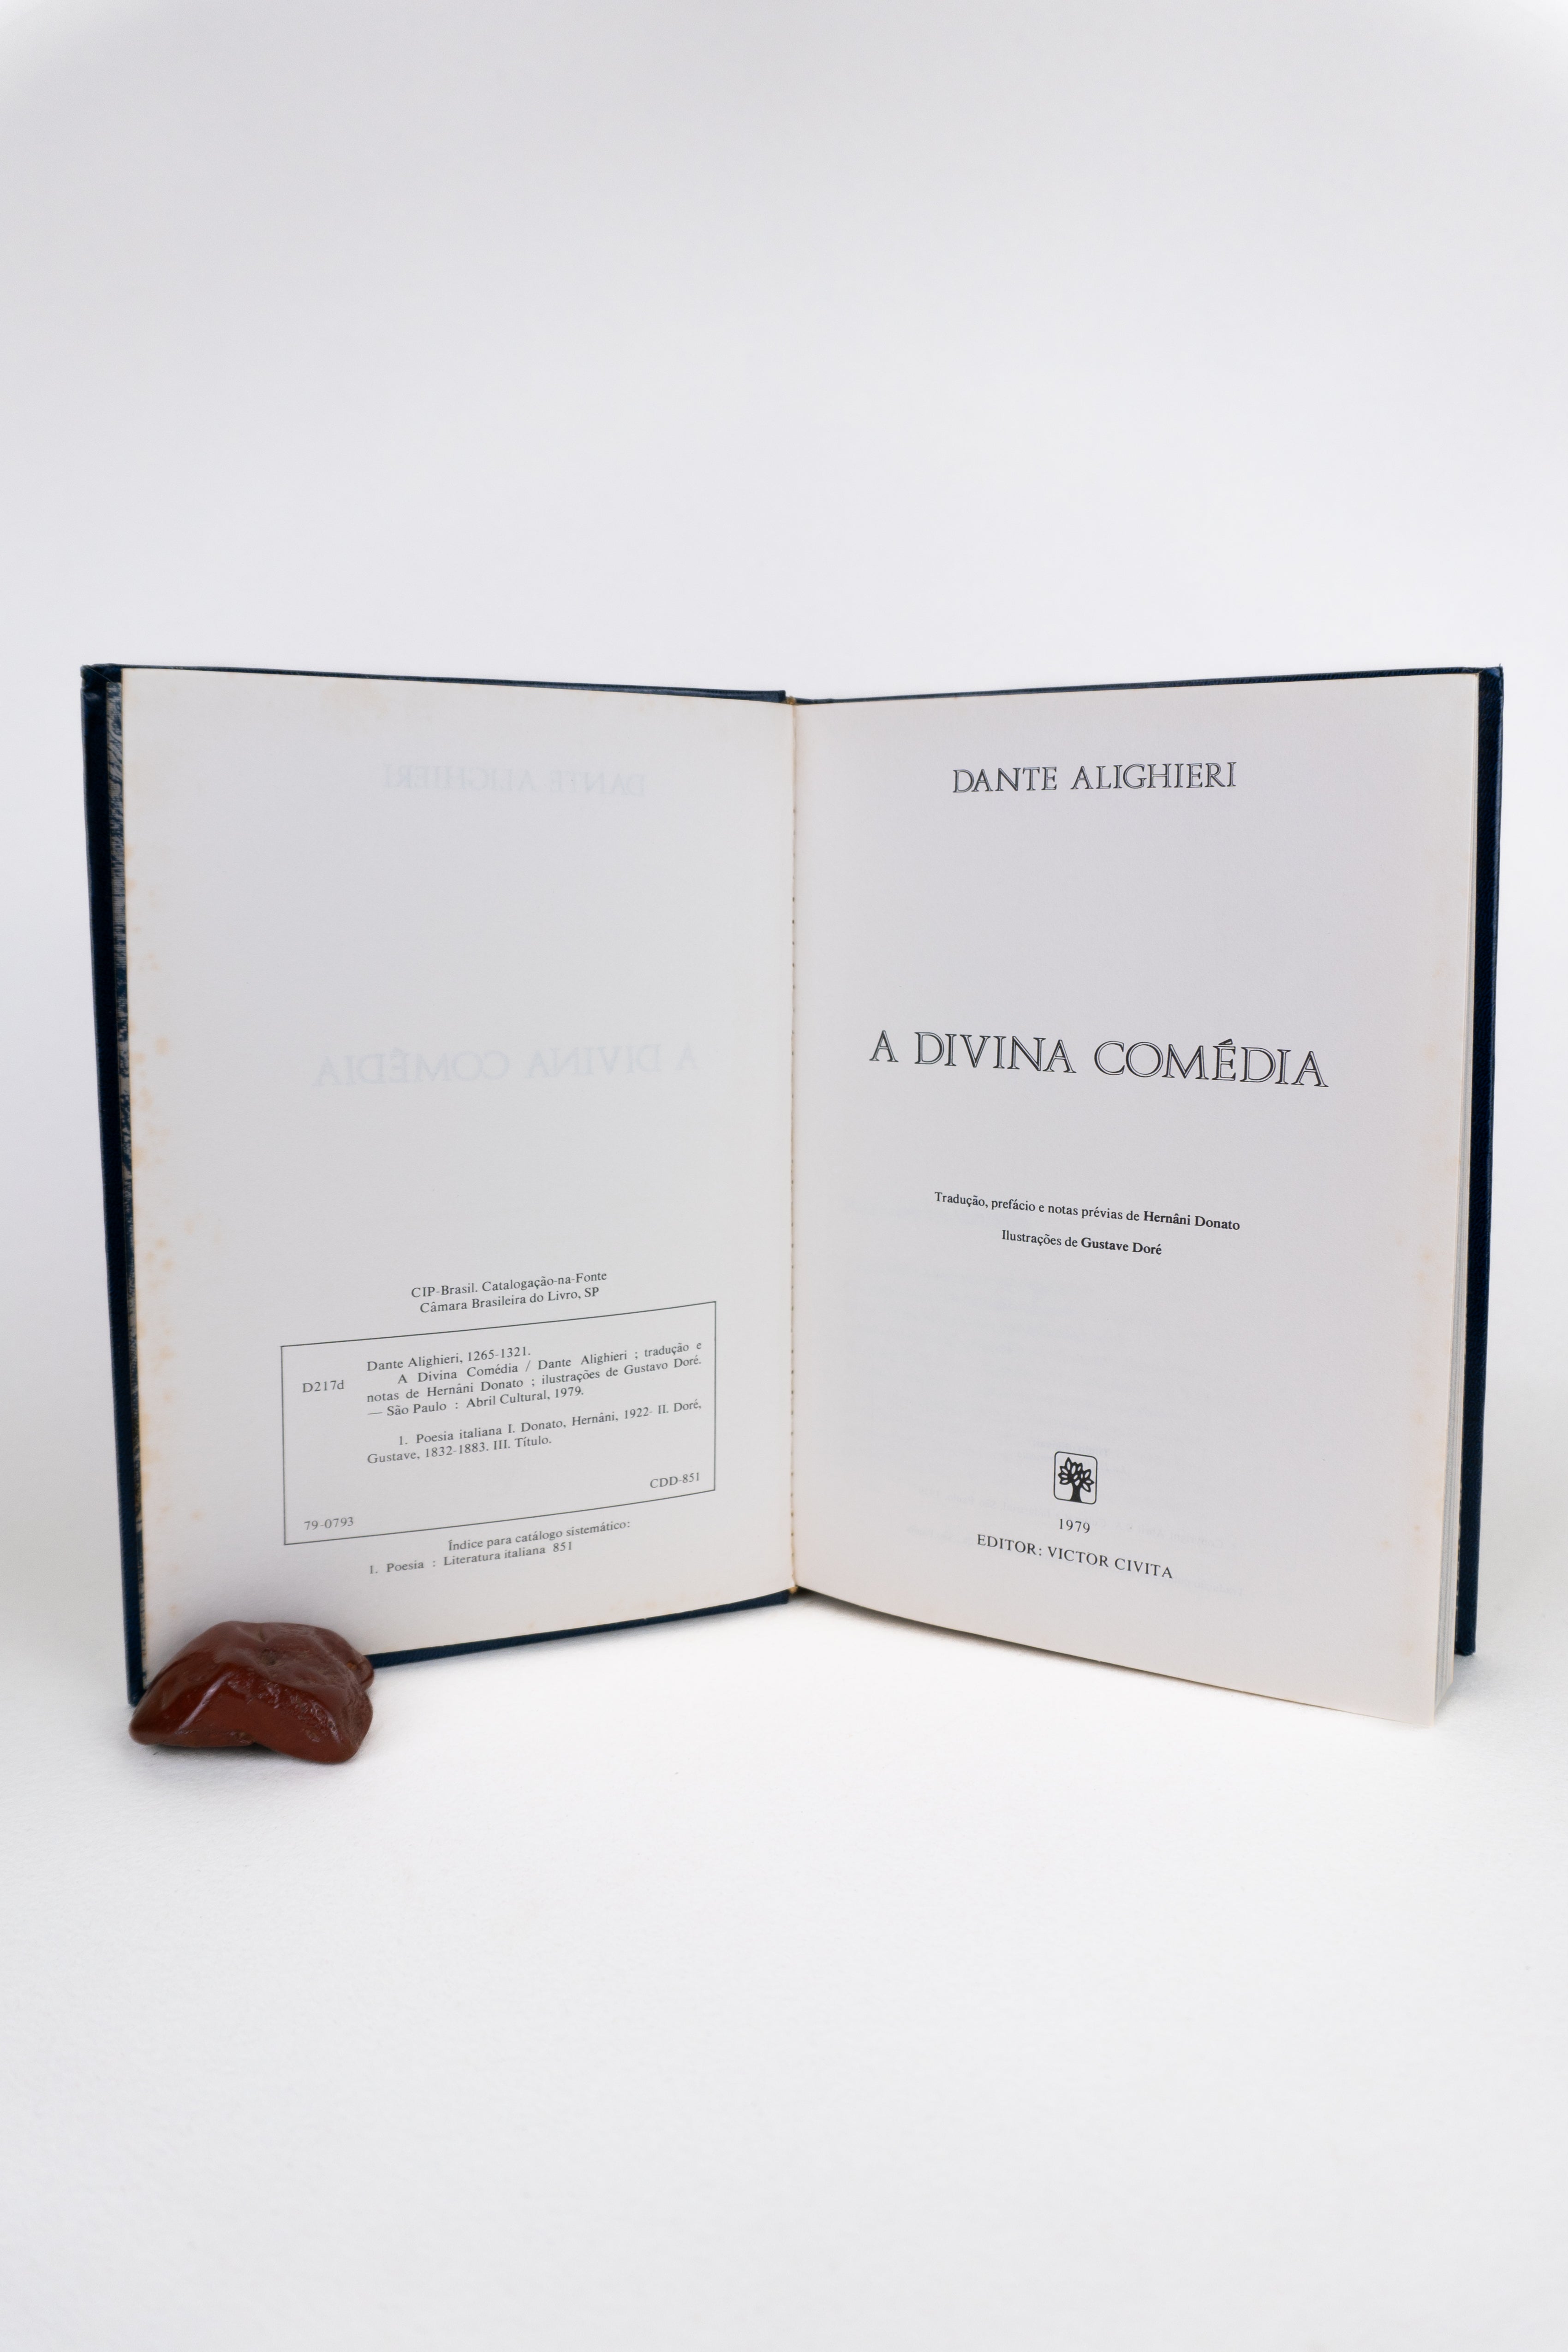 CIP-Brasil. Catalogação-na-Fonte
Câmara Brasileira do Livro, SP
Dante Alighieri, 1265-1321.
D217d
A Divina Comédia / Dante Alighieri ; tradução e
notas de Hernâni Donato ; ilustrações de Gustavo Doré.
— São Paulo : Abril Cultural, 1979.
1. Poesia italiana I. Donato, Hernâni, 1922- II. Doré,
Gustave, 1832-1883. III. Título.
CDD-851
79-0793
Índice para catálogo sistemático:
1. Poesia : Literatura italiana 851
DANTE ALIGHIERI
A DIVINA COMÉDIA
Tradução, prefácio e notas prévias de Hernâni Donato
Ilustrações de Gustave Doré
1979
EDITOR: VICTOR CIVITA